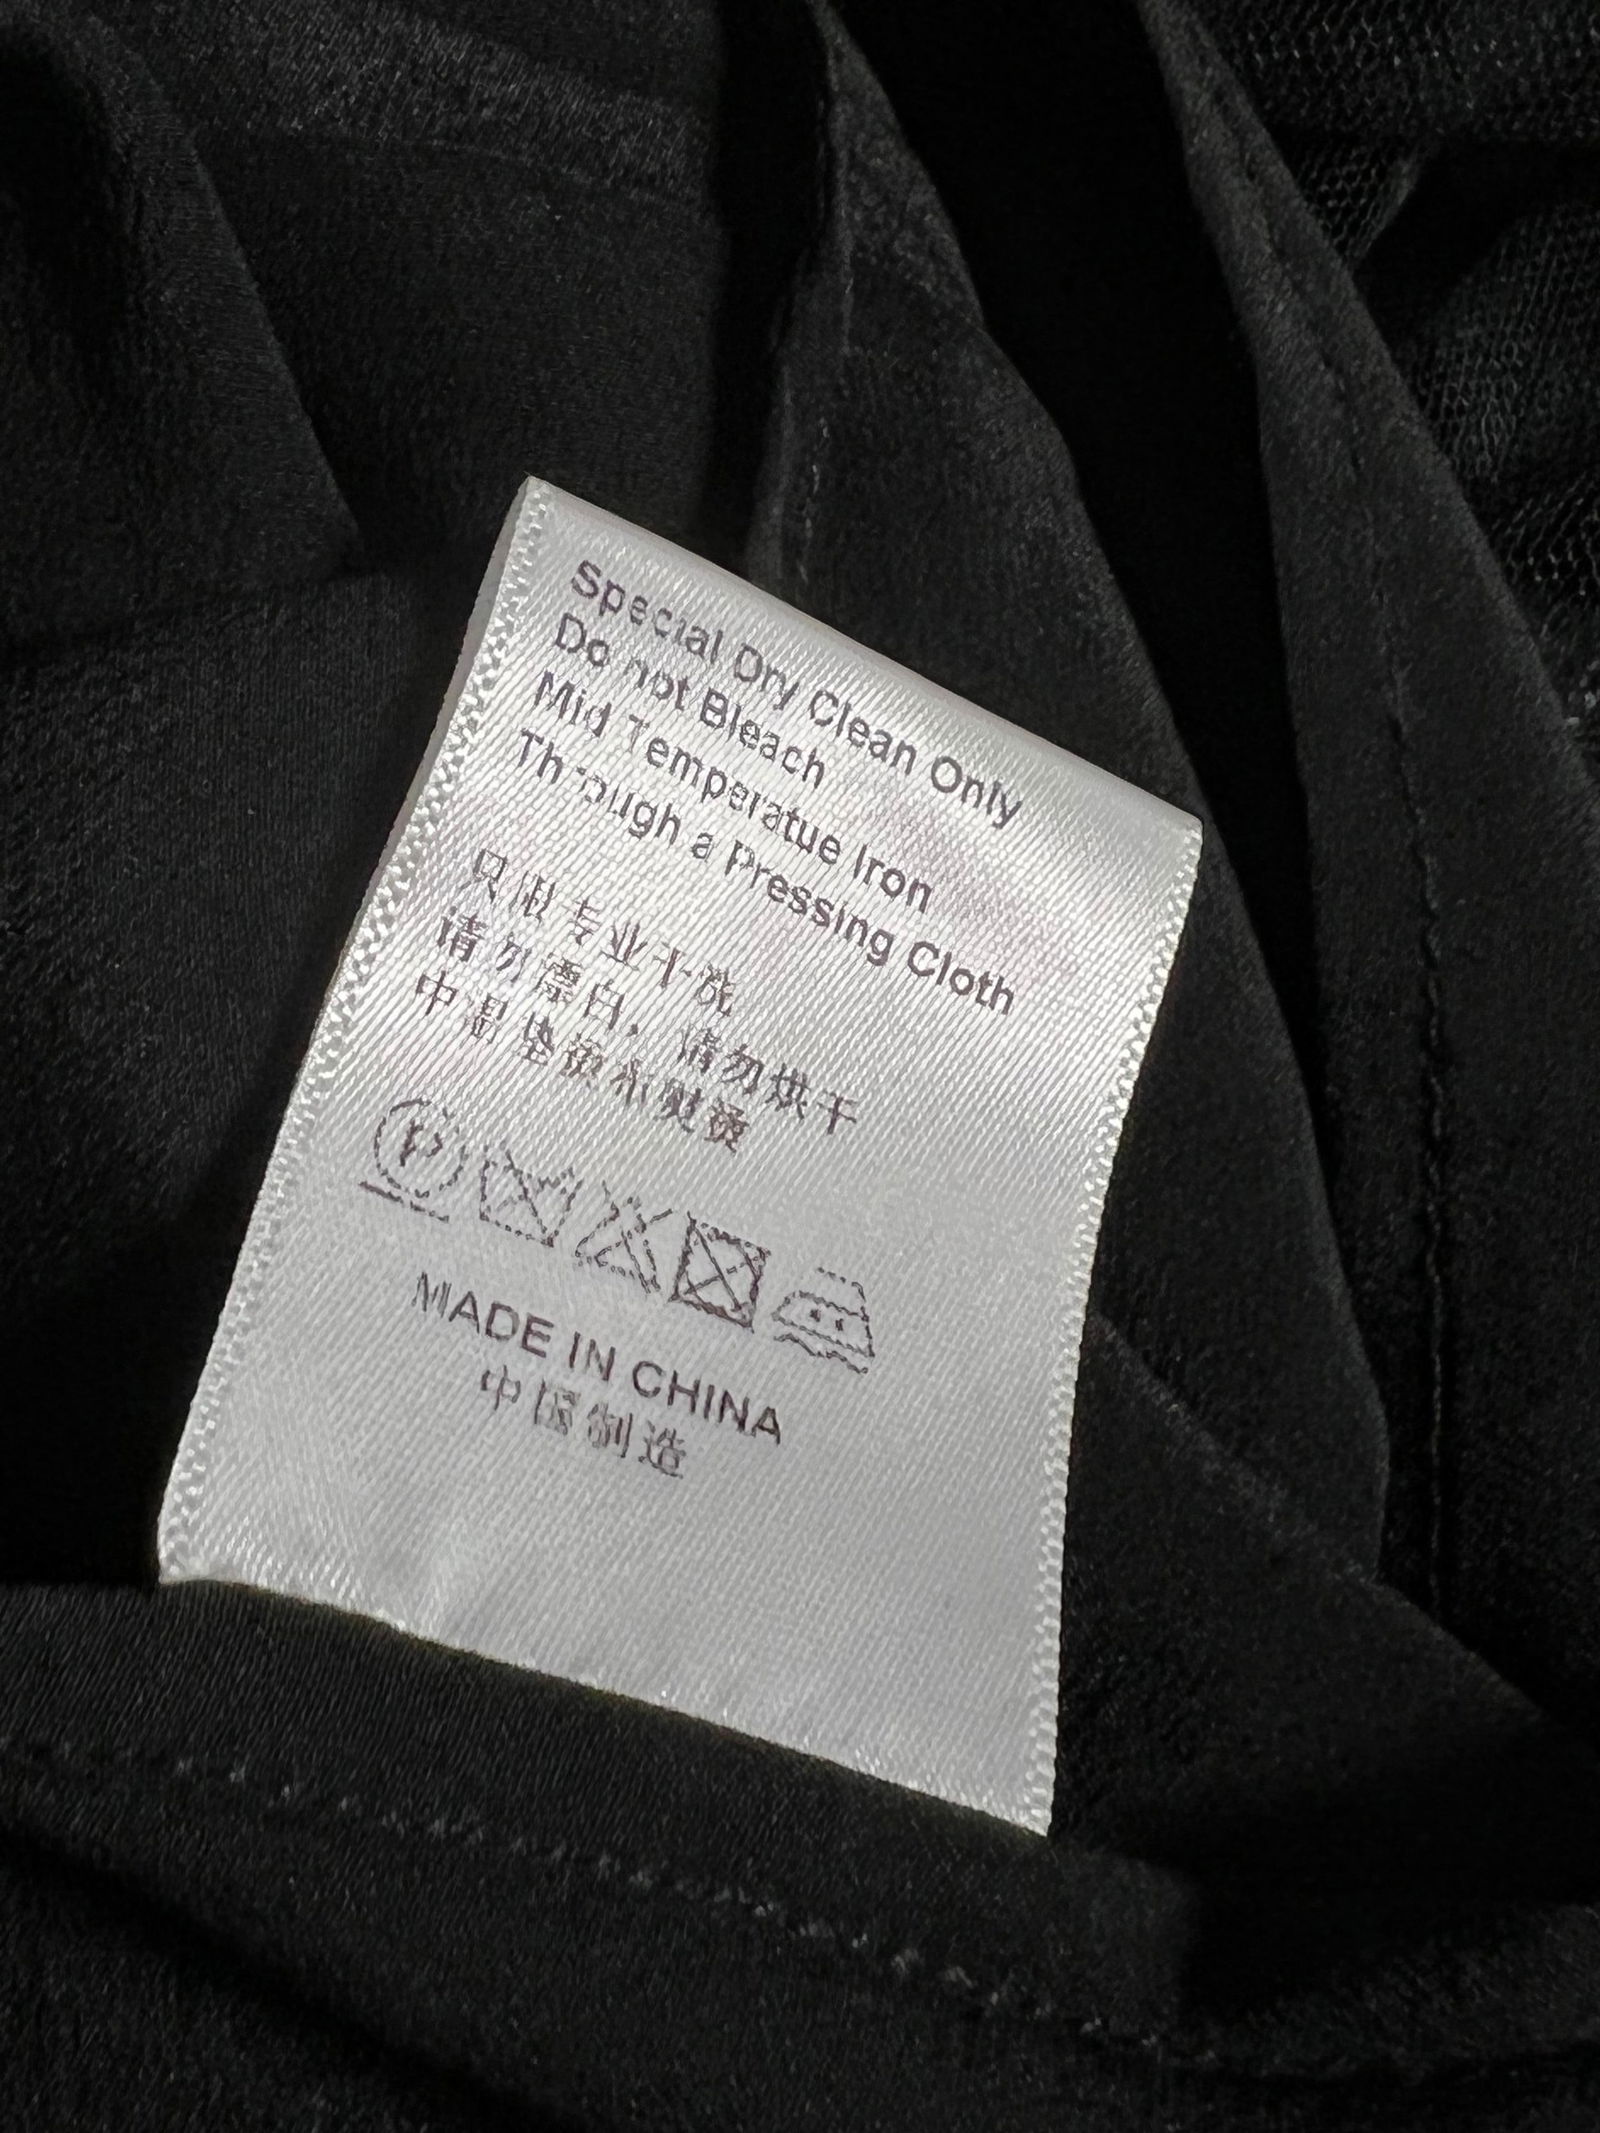 Special Dry Clean Only
Do not Bleach
Mid Temperatue Iron
Through a Pressing Cloth
只限专业干洗
请勿漂白，请勿烘干
中温垫烫布熨烫
P
MADE IN CHINA
中国制造